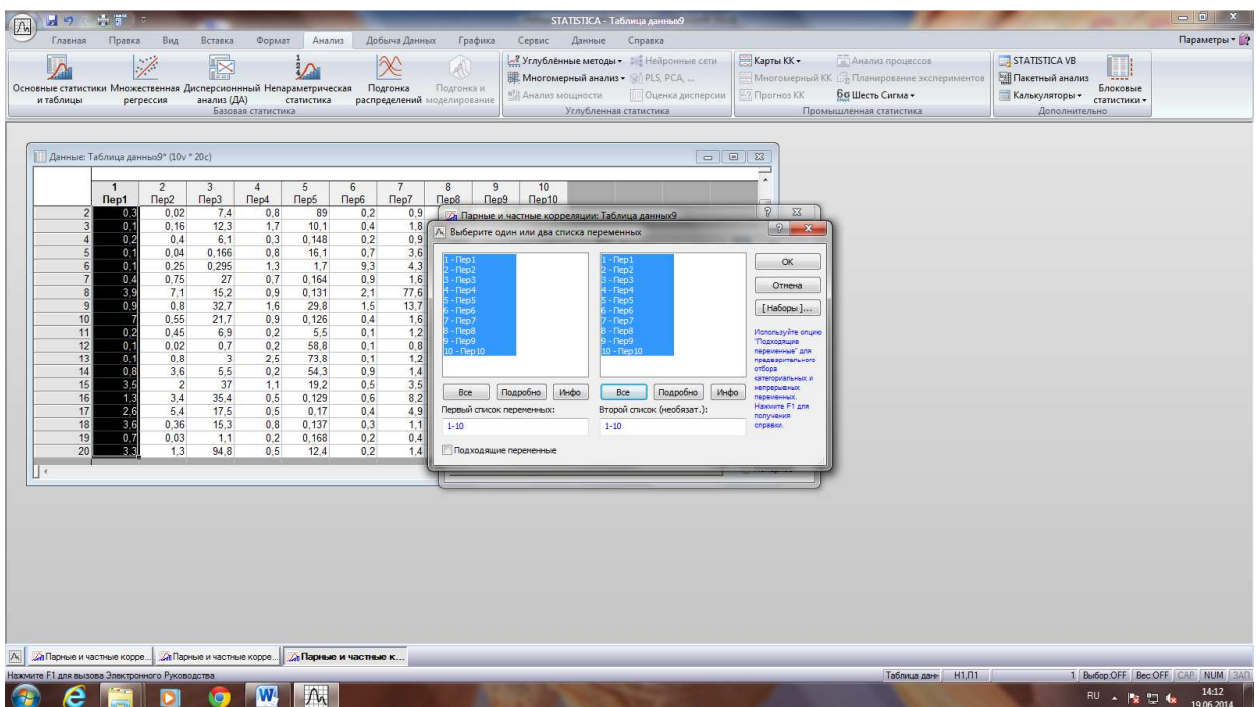 STATISTICA - Таблица данных9
Главная Правка Вид Вставка Формат Анализ Добыча Данных Графика Сервис Данные Справка Параметры
Основные статистики и таблицы
Множественная регрессия
Дисперсионный анализ (ДА)
Непараметрическая статистика
Подгонка распределений
Подгонка и моделирование
Базовая статистика
Углублённые методы Нейронные сети
Многомерный анализ PLS, PCA, ...
Анализ мощности Оценка дисперсии
Углубленная статистика
Карты КК Анализ процессов
Многомерный КК Планирование экспериментов
Прогноз КК 6σ Шесть Сигма
Промышленная статистика
STATISTICA VB
Пакетный анализ
Калькуляторы
Блоковые статистики
Дополнительно
Данные: Таблица данных9* (10v * 20c)
1 2 3 4 5 6 7 8 9 10
Пер1 Пер2 Пер3 Пер4 Пер5 Пер6 Пер7 Пер8 Пер9 Пер10
2 0,3 0,02 7,4 0,8 89 0,2 0,9
3 0,1 0,16 12,3 1,7 10,1 0,4 1,8
4 0,2 0,4 6,1 0,3 0,148 0,2 0,9
5 0,1 0,04 0,166 0,8 16,1 0,7 3,6
6 0,1 0,25 0,295 1,3 1,7 9,3 4,3
7 0,4 0,75 27 0,7 0,164 0,9 1,6
8 3,9 7,1 15,2 0,9 0,131 2,1 77,6
9 0,9 0,8 32,7 1,6 29,8 1,5 13,7
10 7 0,55 21,7 0,9 0,126 0,4 1,6
11 0,2 0,45 6,9 0,2 5,5 0,1 1,2
12 0,1 0,02 0,7 0,2 58,8 0,1 0,8
13 0,1 0,8 3 2,5 73,8 0,1 1,2
14 0,8 3,6 5,5 0,2 54,3 0,9 1,4
15 3,5 2 37 1,1 19,2 0,5 3,5
16 1,3 3,4 35,4 0,5 0,129 0,6 8,2
17 2,6 5,4 17,5 0,5 0,17 0,4 4,9
18 3,6 0,36 15,3 0,8 0,137 0,3 1,1
19 0,7 0,03 1,1 0,2 0,168 0,2 0,4
20 3,3 1,3 94,8 0,5 12,4 0,2 1,4
Парные и частные корреляции: Таблица данных9
Выберите один или два списка переменных
1 - Пер1 1 - Пер1
2 - Пер2 2 - Пер2
3 - Пер3 3 - Пер3
4 - Пер4 4 - Пер4
5 - Пер5 5 - Пер5
6 - Пер6 6 - Пер6
7 - Пер7 7 - Пер7
8 - Пер8 8 - Пер8
9 - Пер9 9 - Пер9
10 - Пер10 10 - Пер10
OK
Отмена
[Наборы]...
Используйте опцию
"Подходящие
переменные" для
предварительного
отбора
категориальных и
непрерывных
переменных.
Нажмите F1 для
получения
справки.
Все Подробно Инфо Все Подробно Инфо
Первый список переменных: Второй список (необязат.):
1-10 1-10
Подходящие переменные
Парные и частные корре... Парные и частные корре... Парные и частные к...
Нажмите F1 для вызова Электронного Руководства
Таблица данн Н1,П1 1 Выбор:OFF Вес:OFF CAP NUM ЗАП
RU 14:12
19.06.2014